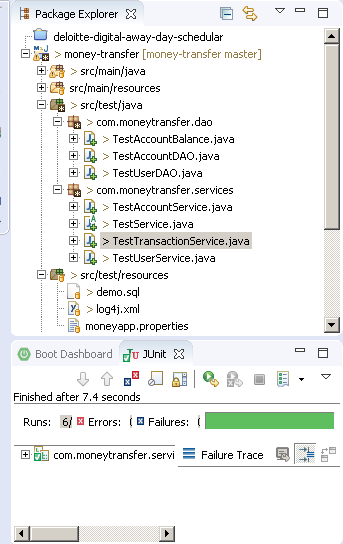 Package Explorer
deloitte-digital-away-day-schedular
> money-transfer [money-transfer master]
> src/main/java
> src/main/resources
> src/test/java
> com.moneytransfer.dao
> TestAccountBalance.java
> TestAccountDAO.java
> TestUserDAO.java
> com.moneytransfer.services
> TestAccountService.java
> TestService.java
> TestTransactionService.java
> TestUserService.java
> src/test/resources
> demo.sql
> log4j.xml
moneyapp.properties
Boot Dashboard JUnit
Finished after 7.4 seconds
Runs: 6/ Errors: ( Failures: (
com.moneytransfer.servi Failure Trace